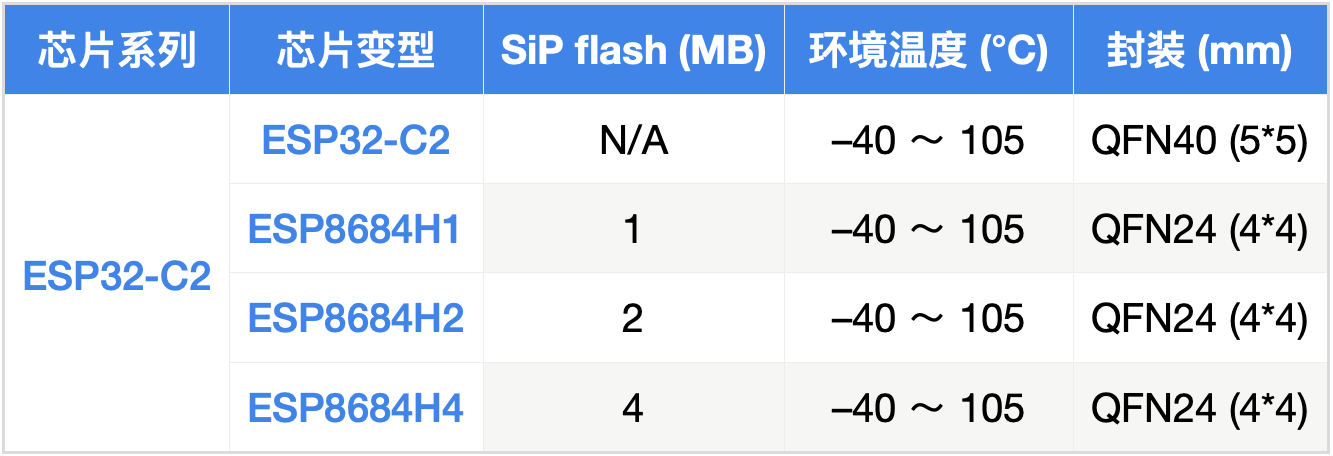 芯片系列 芯片变型 SiP flash (MB) 环境温度 (°C) 封装 (mm)
ESP32-C2 N/A –40 ～ 105 QFN40 (5*5)
ESP8684H1 1 –40 ～ 105 QFN24 (4*4)
ESP32-C2
ESP8684H2 2 –40 ～ 105 QFN24 (4*4)
ESP8684H4 4 –40 ～ 105 QFN24 (4*4)